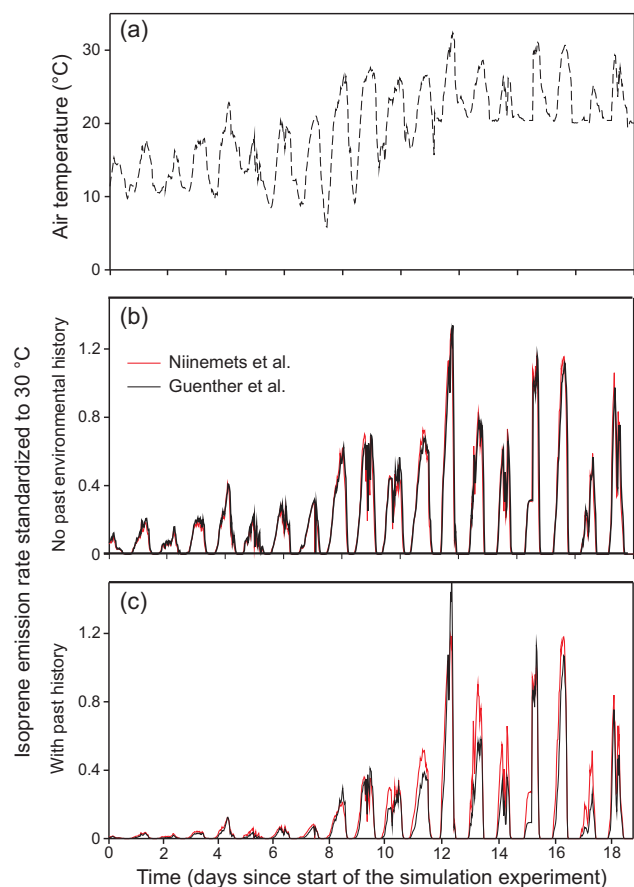 (a)
Air temperature (°C)
30
20
10
0
Isoprene emission rate standardized to 30 °C
(b)
No past environmental history
1.2
0.8
0.4
0
Niinemets et al.
Guenther et al.
(c)
With past history
1.2
0.8
0.4
0
0 2 4 6 8 10 12 14 16 18
Time (days since start of the simulation experiment)